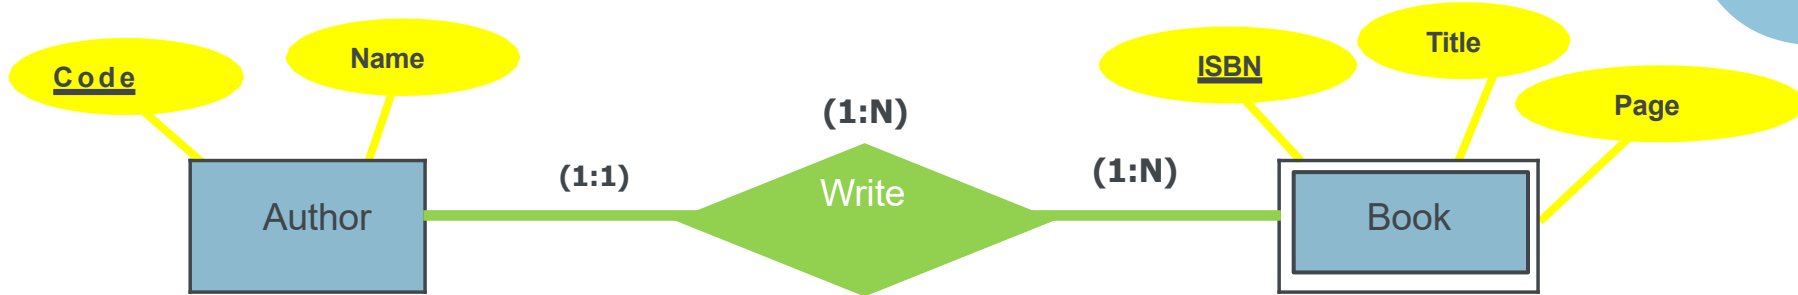 Code
Name
(1:N)
ISBN
Title
Page
Author
(1:1)
Write
(1:N)
Book